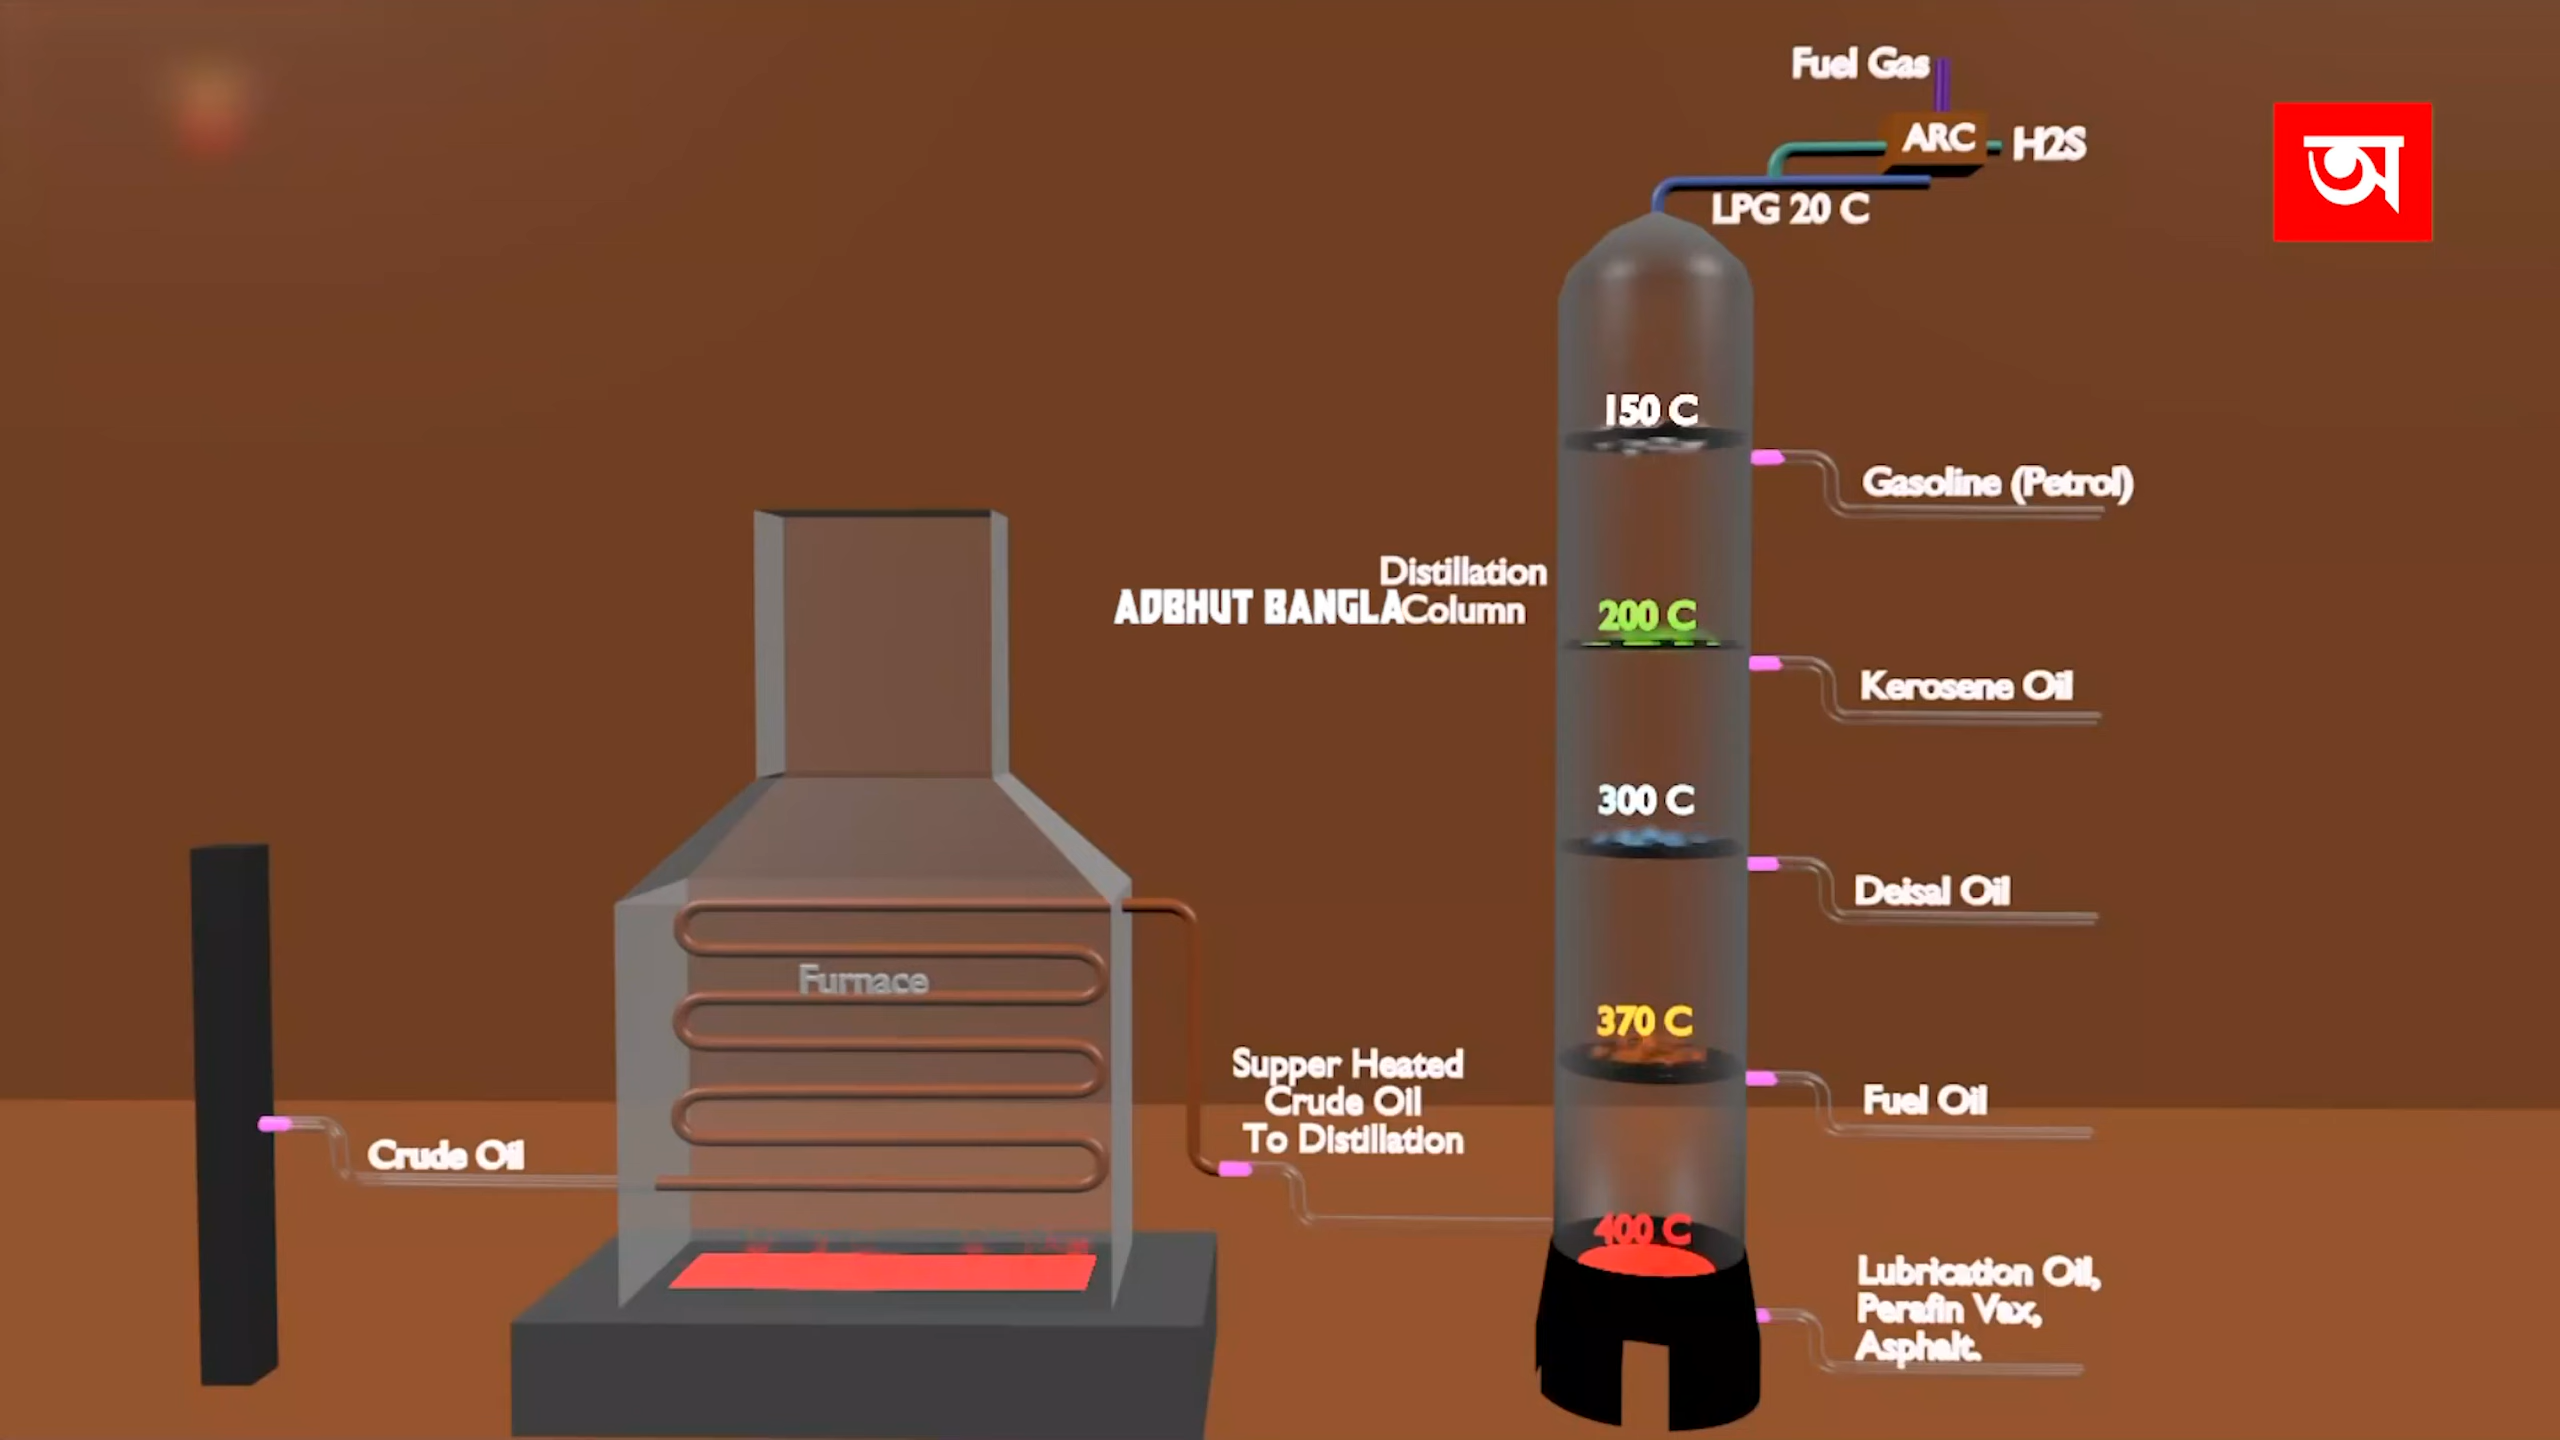 Fuel Gas
ARC
H2S
অ
LPG 20 C
150 C
Gasoline (Petrol)
Distillation
Column
ADBHUT BANGLA
200 C
Kerosene Oil
300 C
Deisal Oil
Furnace
370 C
Supper Heated
Crude Oil
To Distillation
Fuel Oil
Crude Oil
400 C
Lubrication Oil,
Perafin Vax,
Asphalt.